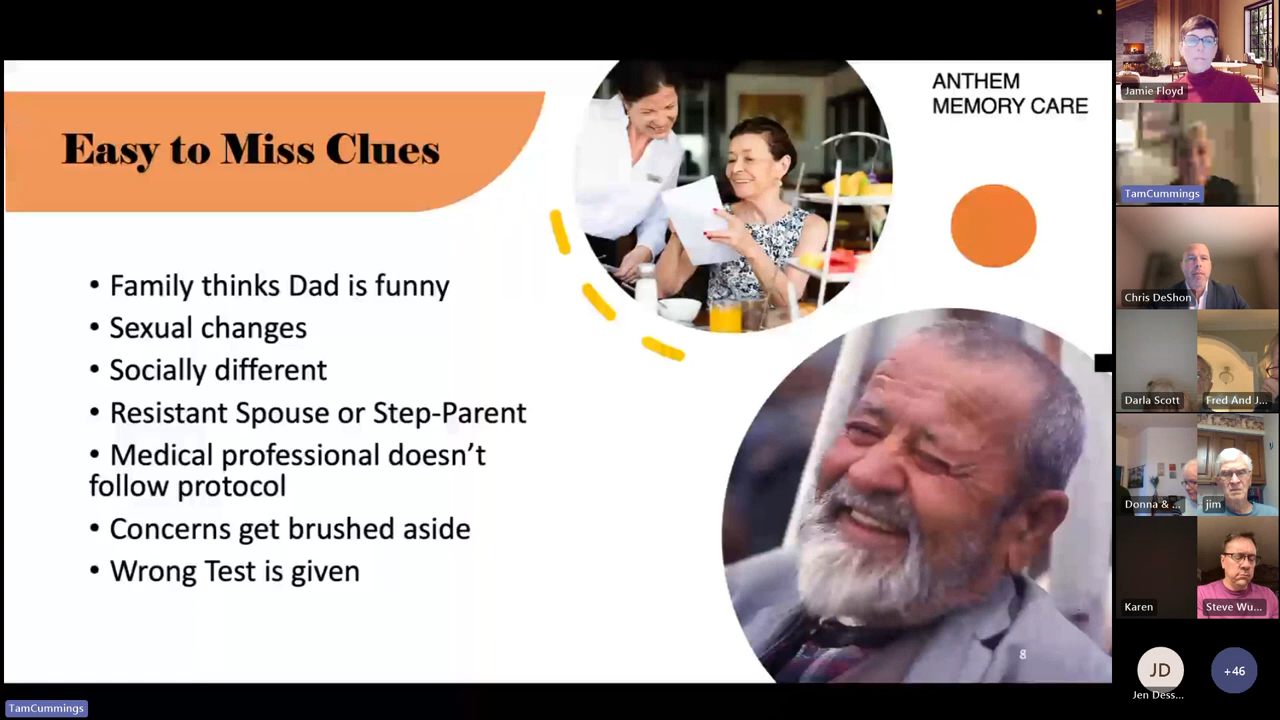 ANTHEM
MEMORY CARE
Easy to Miss Clues
• Family thinks Dad is funny
• Sexual changes
• Socially different
• Resistant Spouse or Step-Parent
• Medical professional doesn’t
follow protocol
• Concerns get brushed aside
• Wrong Test is given
8
TamCummings
Jamie Floyd
TamCummings
Chris DeShon
Darla Scott
Fred And J...
Donna & ...
jim
Karen
Steve Wu...
JD
+46
Jen Dess...